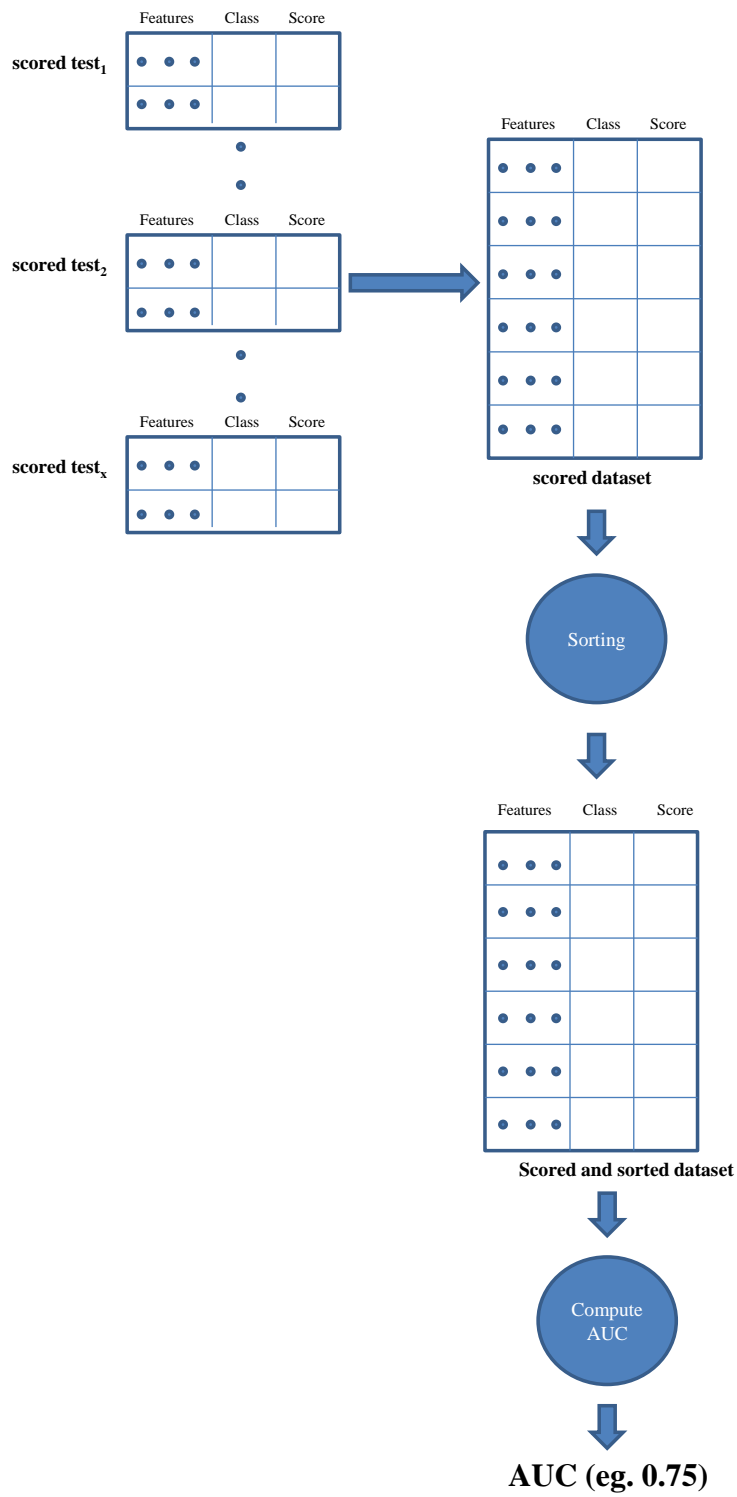 Features Class Score
scored test1
Features Class Score
Features Class Score
scored test2
Features Class Score
scored testx
scored dataset
Sorting
Features Class Score
Scored and sorted dataset
Compute
AUC
AUC (eg. 0.75)